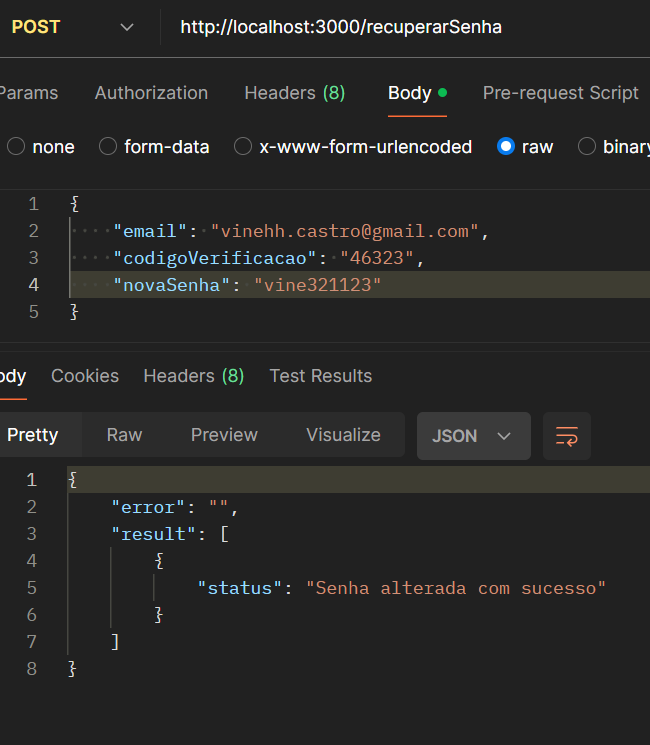 POST http://localhost:3000/recuperarSenha
Params Authorization Headers (8) Body Pre-request Script
none form-data x-www-form-urlencoded raw binary
1 {
2 "email": "vinehh.castro@gmail.com",
3 "codigoVerificacao": "46323",
4 "novaSenha": "vine321123"
5 }
ody Cookies Headers (8) Test Results
Pretty Raw Preview Visualize JSON
1 {
2 "error": "",
3 "result": [
4 {
5 "status": "Senha alterada com sucesso"
6 }
7 ]
8 }